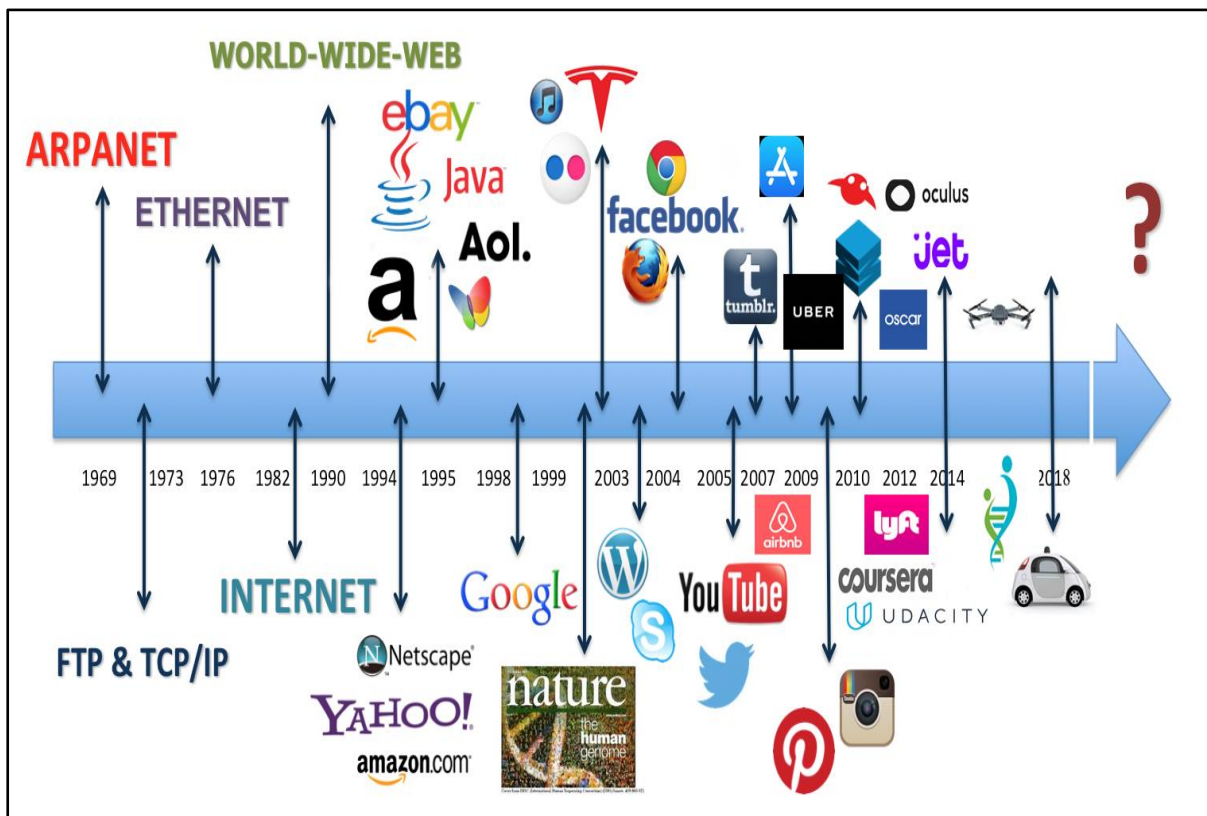 WORLD-WIDE-WEB
ebay
ARPANET
Java
ETHERNET
facebook.
oculus
Aol.
jet
a
t
tumblr.
UBER
oscar
?
1969 1973 1976 1982 1990 1994 1995 1998 1999 2003 2004 2005 2007 2009 2010 2012 2014 2018
airbnb
lyft
W
INTERNET
Google
You Tube
coursera
UDACITY
S
FTP & TCP/IP
N Netscape
nature
YAHOO!
the
human
genome
amazon.com